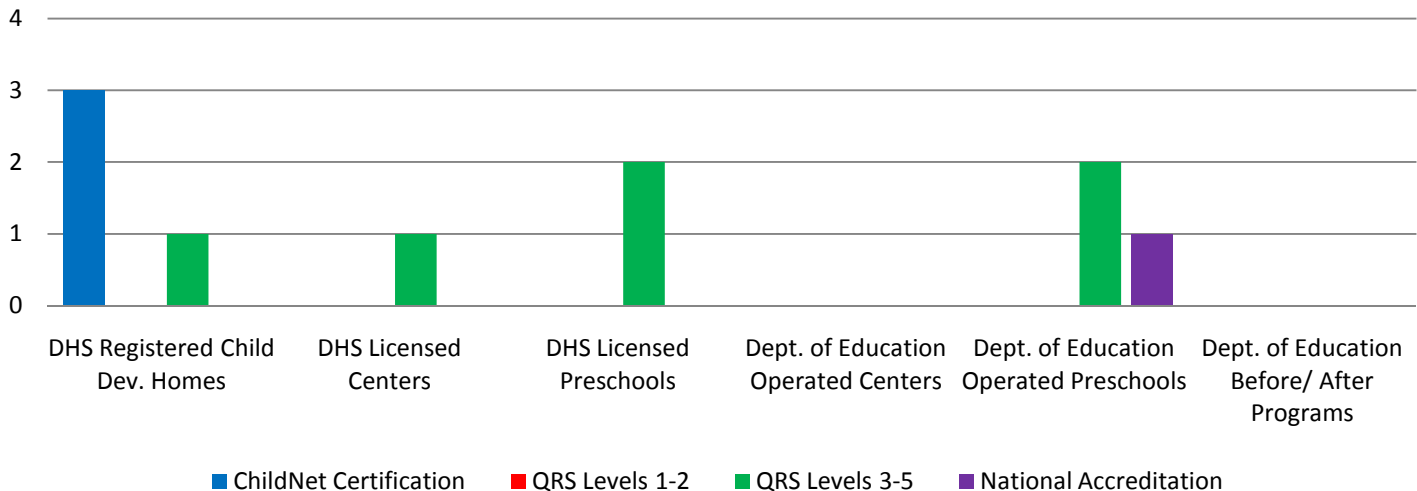 4
3
2
1
0
DHS Registered Child
Dev. Homes
DHS Licensed
Centers
DHS Licensed
Preschools
Dept. of Education
Operated Centers
Dept. of Education
Operated Preschools
Dept. of Education
Before/ After
Programs
ChildNet Certification
QRS Levels 1-2
QRS Levels 3-5
National Accreditation